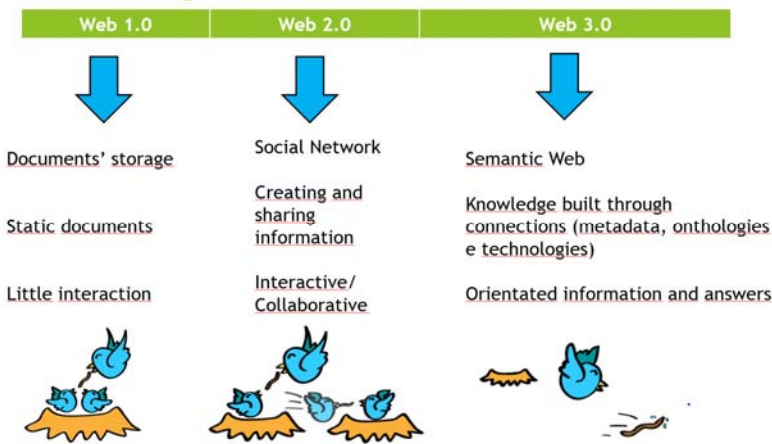 Web 1.0
Web 2.0
Web 3.0
Documents' storage
Static documents
Little interaction
Social Network
Creating and
sharing
information
Interactive/
Collaborative
Semantic Web
Knowledge built through
connections (metadata, onthologies
e technologies)
Orientated information and answers